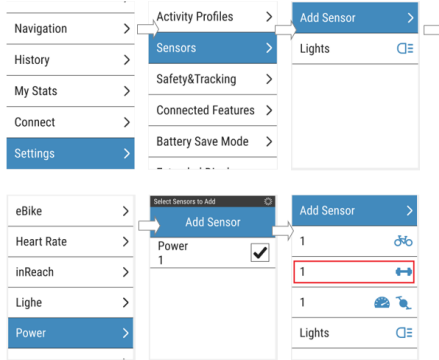 Navigation
History
My Stats
Connect
Settings
Activity Profiles
Sensors
Safety&Tracking
Connected Features
Battery Save Mode
Add Sensor
Lights
eBike
Heart Rate
inReach
Lighe
Power
Select Sensors to Add
Add Sensor
Power
1
Add Sensor
1
1
1
Lights